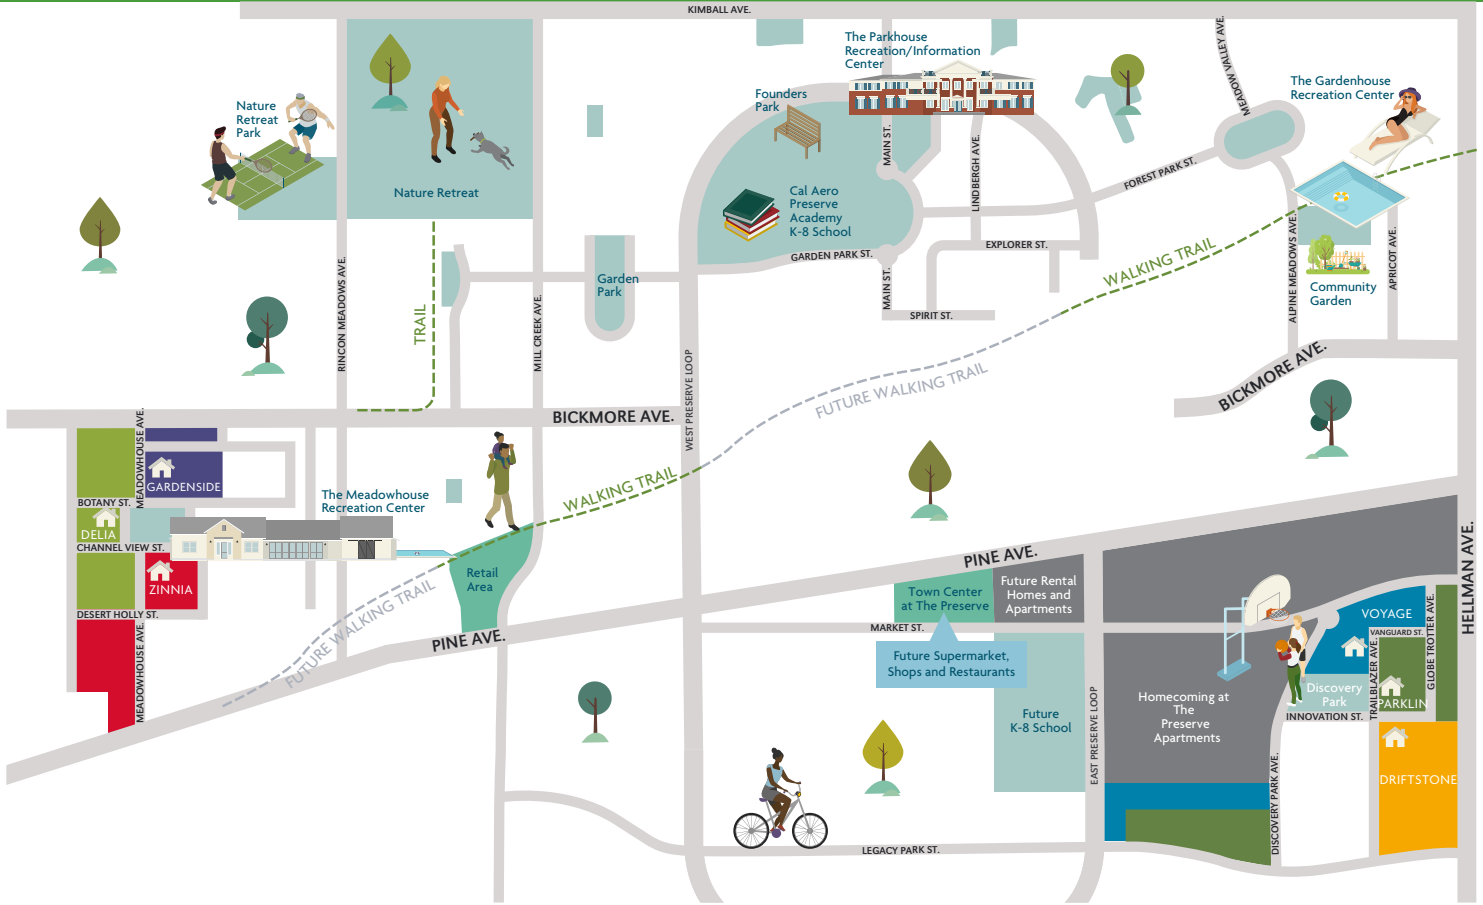 KIMBALL AVE.
The Parkhouse
Recreation/Information
Center
MEADOW VALLEY AVE.
The Gardenhouse
Recreation Center
Nature
Retreat
Park
Founders
Park
MAIN ST.
LINDBERGH AVE.
FOREST PARK ST.
Nature Retreat
Cal Aero
Preserve
Academy
K-8 School
GARDEN PARK ST.
EXPLORER ST.
WALKING TRAIL
ALPINE MEADOWS AVE.
APRICOT AVE.
Community
Garden
RINCON MEADOWS AVE.
TRAIL
MILL CREEK AVE.
Garden
Park
MAIN ST.
SPIRIT ST.
WEST PRESERVE LOOP
FUTURE WALKING TRAIL
BICKMORE AVE.
BICKMORE AVE.
MEADOWHOUSE AVE.
GARDENSIDE
BOTANY ST.
DELIA
CHANNEL VIEW ST.
ZINNIA
DESERT HOLLY ST.
MEADOWHOUSE AVE.
The Meadowhouse
Recreation Center
WALKING TRAIL
Retail
Area
FUTURE WALKING TRAIL
PINE AVE.
PINE AVE.
HELLMAN AVE.
Town Center
at The Preserve
Future Rental
Homes and
Apartments
MARKET ST.
Future Supermarket,
Shops and Restaurants
Future
K-8 School
EAST PRESERVE LOOP
Homecoming at
The
Preserve
Apartments
VOYAGE
VANGUARD ST.
TRAILBLAZER AVE.
GLOBE TROTTER AVE.
Discovery
Park
PARKLIN
INNOVATION ST.
DRIFTSTONE
DISCOVERY PARK AVE.
LEGACY PARK ST.